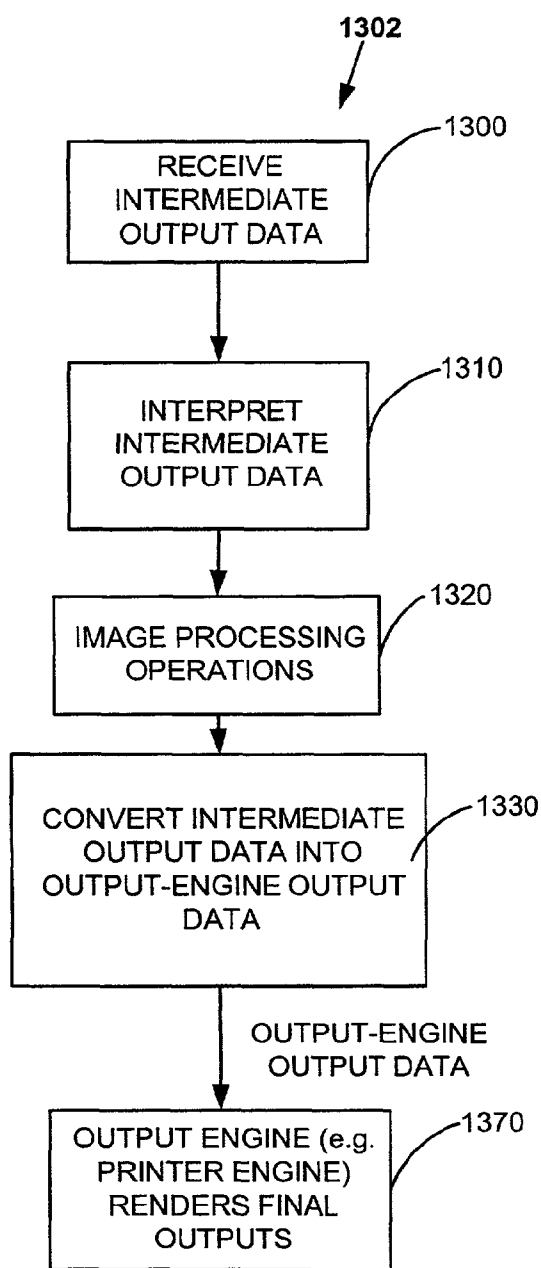 1302
1300
RECEIVE
INTERMEDIATE
OUTPUT DATA
1310
INTERPRET
INTERMEDIATE
OUTPUT DATA
1320
IMAGE PROCESSING
OPERATIONS
1330
CONVERT INTERMEDIATE
OUTPUT DATA INTO
OUTPUT-ENGINE OUTPUT
DATA
OUTPUT-ENGINE
OUTPUT DATA
1370
OUTPUT ENGINE (e.g.
PRINTER ENGINE)
RENDERS FINAL
OUTPUTS